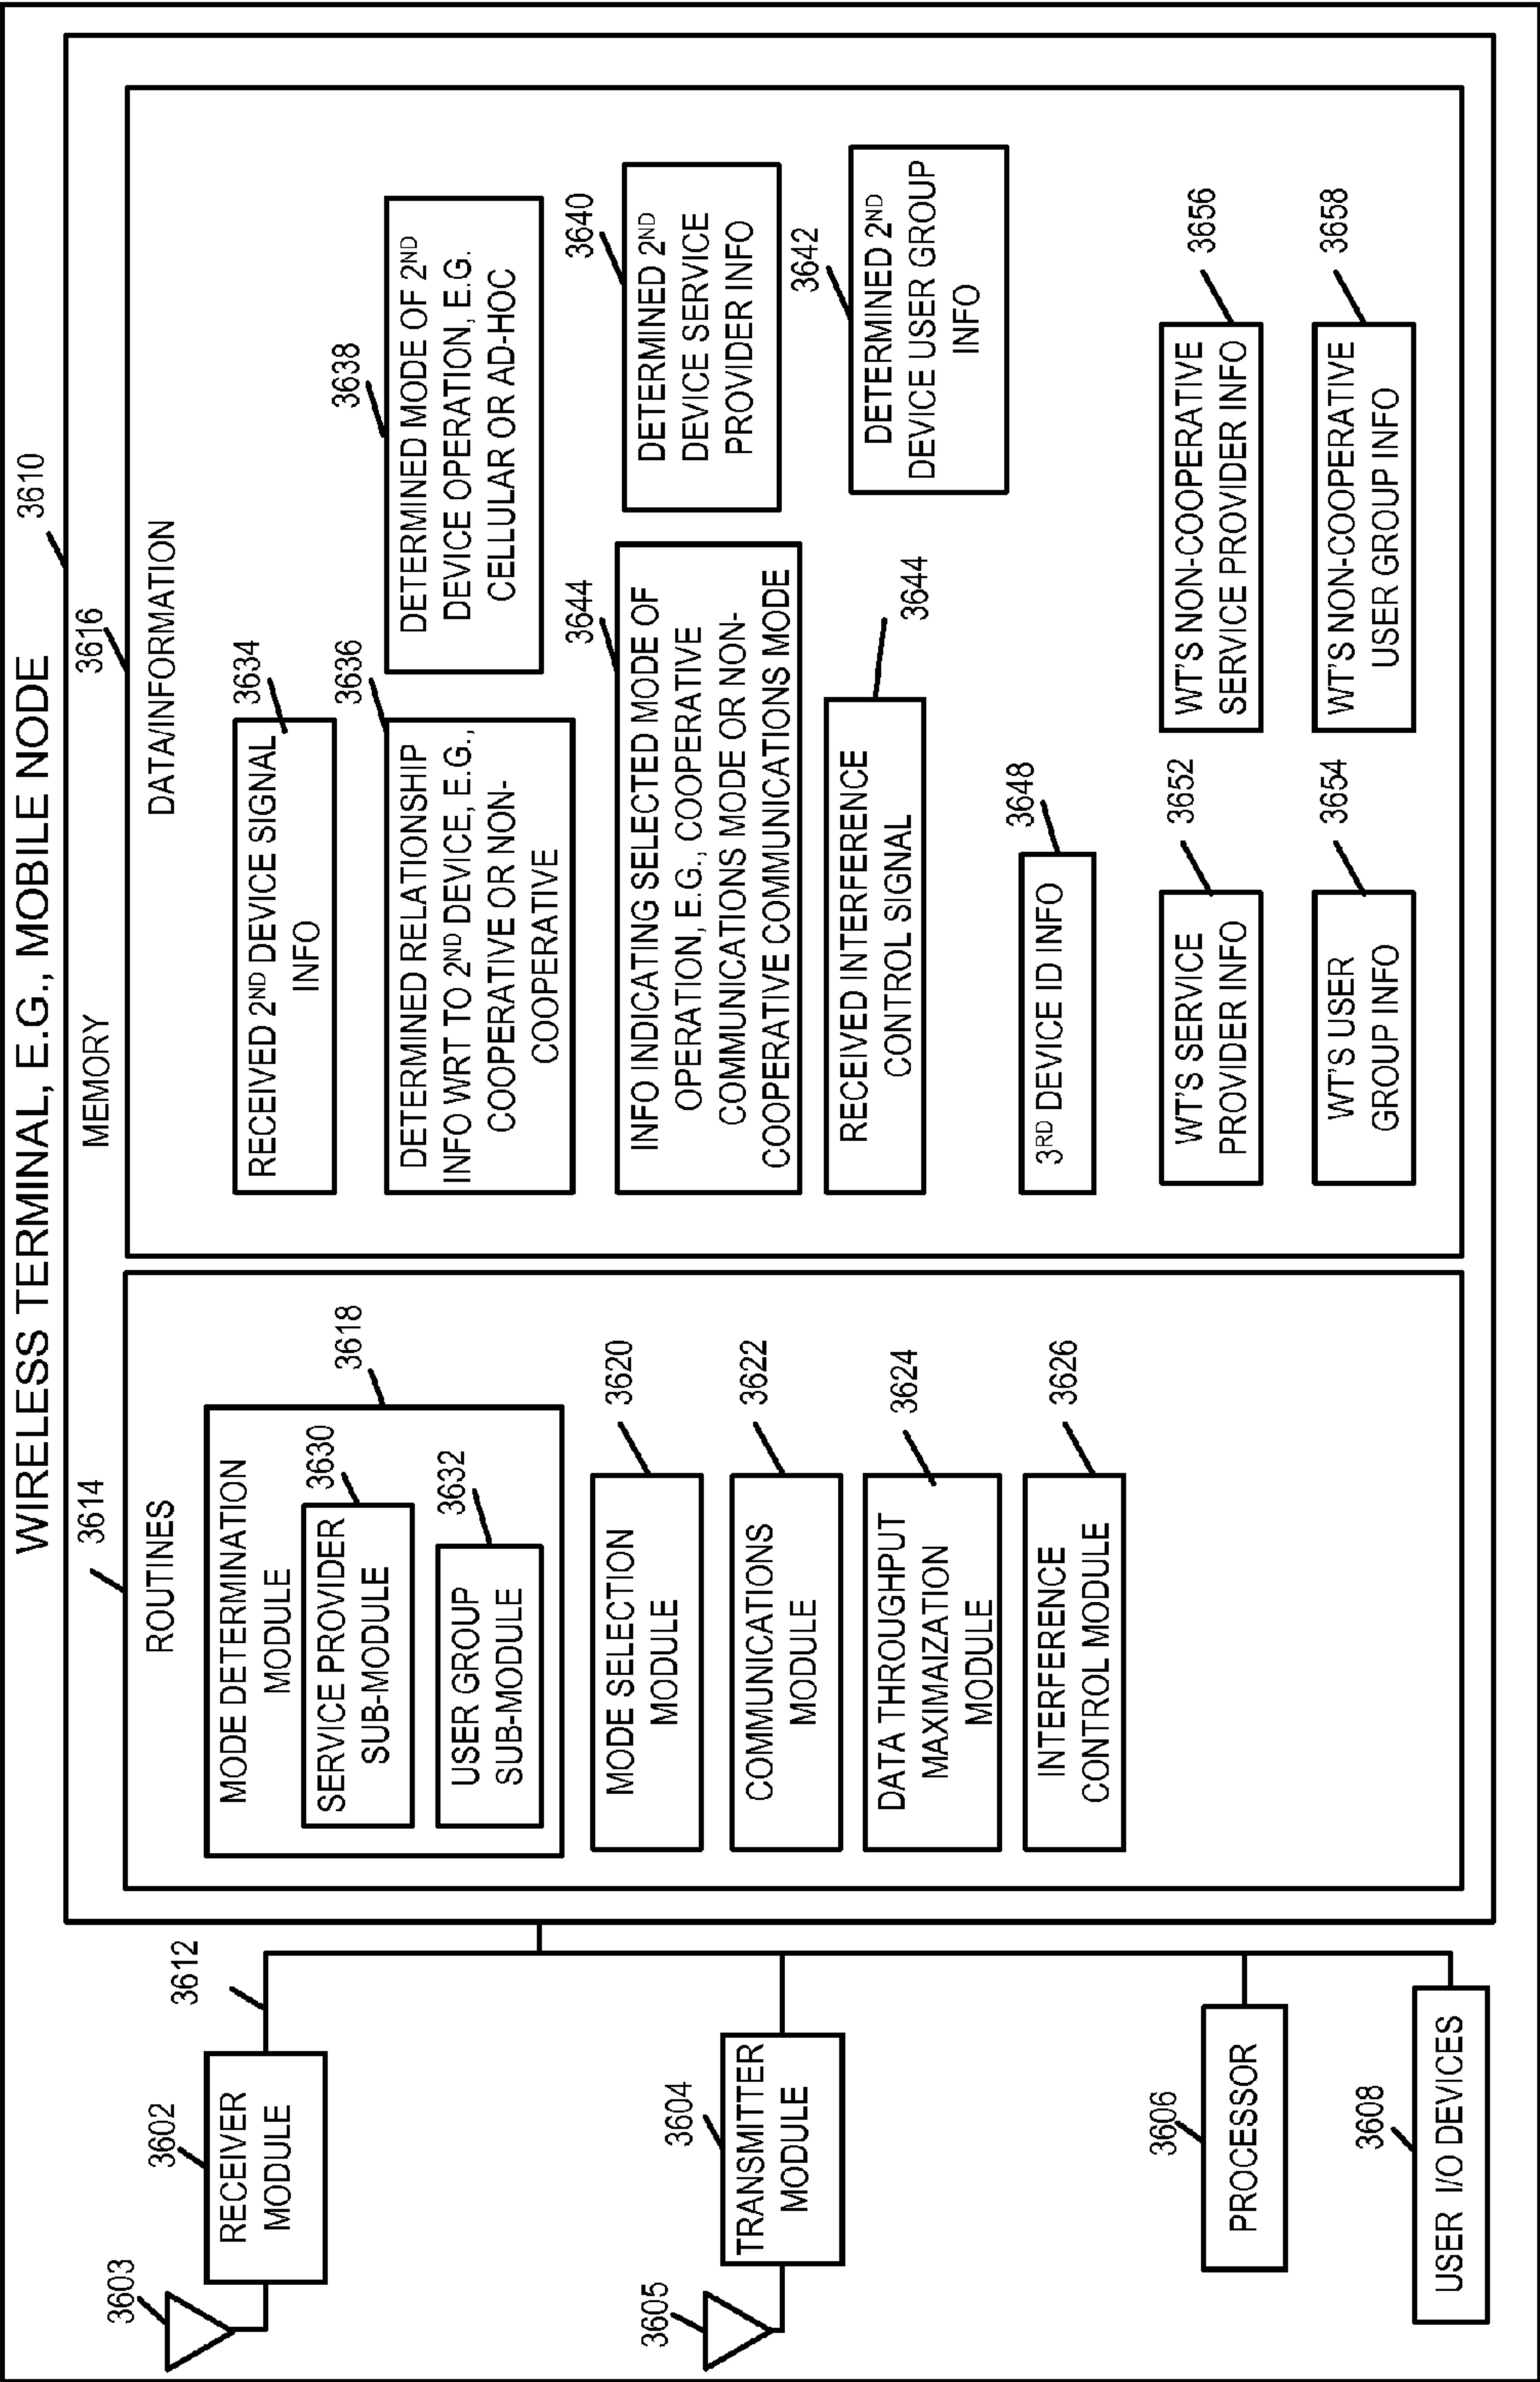 WIRELESS TERMINAL, E.G., MOBILE NODE
3603
3602
RECEIVER
MODULE
3612
3605
3604
TRANSMITTER
MODULE
3606
PROCESSOR
3608
USER I/O DEVICES
3610
MEMORY
3614
ROUTINES
MODE DETERMINATION
MODULE
3618
SERVICE PROVIDER
SUB-MODULE
3630
USER GROUP
SUB-MODULE
3632
MODE SELECTION
MODULE
3620
COMMUNICATIONS
MODULE
3622
DATA THROUGHPUT
MAXIMAIZATION
MODULE
3624
INTERFERENCE
CONTROL MODULE
3626
3616
DATA/INFORMATION
RECEIVED 2ND DEVICE SIGNAL
INFO
3634
DETERMINED RELATIONSHIP
INFO WRT TO 2ND DEVICE, E.G.,
COOPERATIVE OR NON-
COOPERATIVE
3636
DETERMINED MODE OF 2ND
DEVICE OPERATION, E.G.
CELLULAR OR AD-HOC
3638
INFO INDICATING SELECTED MODE OF
OPERATION, E.G., COOPERATIVE
COMMUNICATIONS MODE OR NON-
COOPERATIVE COMMUNICATIONS MODE
3644
DETERMINED 2ND
DEVICE SERVICE
PROVIDER INFO
3640
RECEIVED INTERFERENCE
CONTROL SIGNAL
3644
DETERMINED 2ND
DEVICE USER GROUP
INFO
3642
3RD DEVICE ID INFO
3648
WT'S SERVICE
PROVIDER INFO
3652
WT'S NON-COOPERATIVE
SERVICE PROVIDER INFO
3656
WT'S USER
GROUP INFO
3654
WT'S NON-COOPERATIVE
USER GROUP INFO
3658